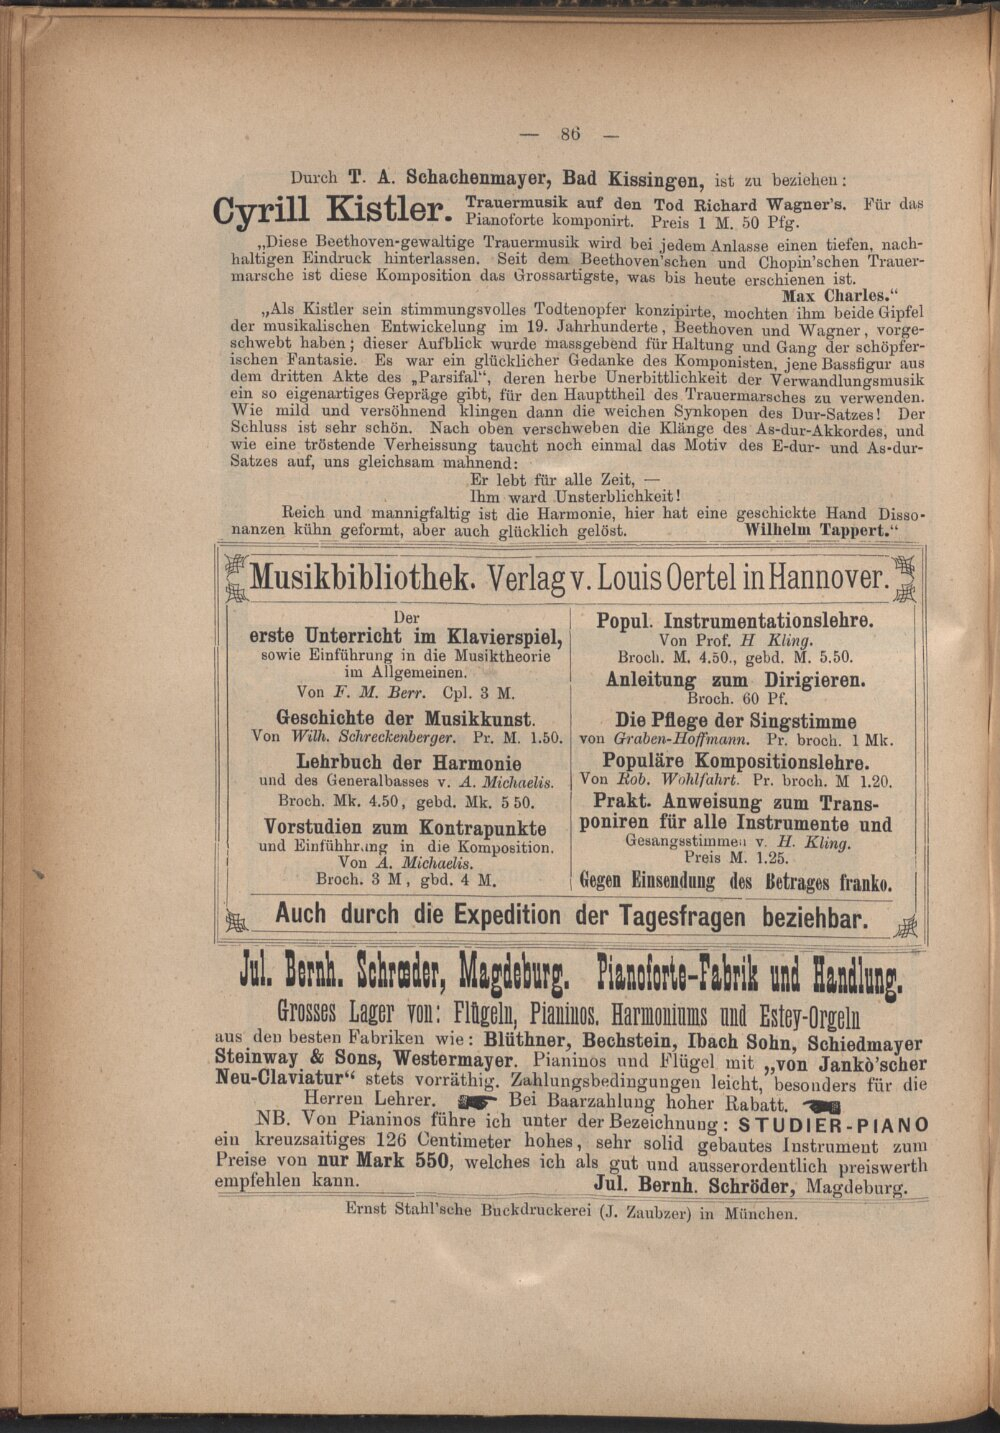 — 86 —
Durch T. A. Schachenmayer, Bad Kissingen, ist zu beziehen:
Cyrill Kistler. Trauermusik auf den Tod Richard Wagner's. Für das
Pianoforte komponirt. Preis 1 M. 50 Pfg.
„Diese Beethoven-gewaltige Trauermusik wird bei jedem Anlasse einen tiefen, nach-
haltigen Eindruck hinterlassen. Seit dem Beethoven'schen und Chopin'schen Trauer-
marsche ist diese Komposition das Grossartigste, was bis heute erschienen ist.
Max Charles.“
„Als Kistler sein stimmungsvolles Todtenopfer konzipirte, mochten ihm beide Gipfel
der musikalischen Entwickelung im 19. Jahrhunderte, Beethoven und Wagner, vorge-
schwebt haben; dieser Aufblick wurde massgebend für Haltung und Gang der schöpfer-
ischen Fantasie. Es war ein glücklicher Gedanke des Komponisten, jene Bassfigur aus
dem dritten Akte des „Parsifal“, deren herbe Unerbittlichkeit der Verwandlungsmusik
ein so eigenartiges Gepräge gibt, für den Haupttheil des Trauermarsches zu verwenden.
Wie mild und versöhnend klingen dann die weichen Synkopen des Dur-Satzes! Der
Schluss ist sehr schön. Nach oben verschweben die Klänge des As-dur-Akkordes, und
wie eine tröstende Verheissung taucht noch einmal das Motiv des E-dur- und As-dur-
Satzes auf, uns gleichsam mahnend:
Er lebt für alle Zeit, —
Ihm ward Unsterblichkeit!
Reich und mannigfaltig ist die Harmonie, hier hat eine geschickte Hand Disso-
nanzen kühn geformt, aber auch glücklich gelöst. Wilhelm Tappert.“
Musikbibliothek. Verlag v. Louis Oertel in Hannover.
Der
erste Unterricht im Klavierspiel,
sowie Einführung in die Musiktheorie
im Allgemeinen.
Von F. M. Berr. Cpl. 3 M.
Geschichte der Musikkunst.
Von Wilh. Schreckenberger. Pr. M. 1.50.
Lehrbuch der Harmonie
und des Generalbasses v. A. Michaelis.
Broch. Mk. 4.50, gebd. Mk. 5 50.
Vorstudien zum Kontrapunkte
und Einführung in die Komposition.
Von A. Michaelis.
Broch. 3 M, gbd. 4 M.
Popul. Instrumentationslehre.
Von Prof. H Kling.
Broch. M. 4.50., gebd. M. 5.50.
Anleitung zum Dirigieren.
Broch. 60 Pf.
Die Pflege der Singstimme
von Graben-Hoffmann. Pr. broch. 1 Mk.
Populäre Kompositionslehre.
Von Rob. Wohlfahrt. Pr. broch. M 1.20.
Prakt. Anweisung zum Trans-
poniren für alle Instrumente und
Gesangsstimmen v. H. Kling.
Preis M. 1.25.
Gegen Einsendung des Betrages franko.
Auch durch die Expedition der Tagesfragen beziehbar.
Jul. Bernh. Schrœder, Magdeburg. Pianoforte-Fabrik und Handlung.
Grosses Lager von: Flügeln, Pianinos, Harmoniums und Estey-Orgeln
aus den besten Fabriken wie: Blüthner, Bechstein, Ibach Sohn, Schiedmayer
Steinway & Sons, Westermayer. Pianinos und Flügel mit „von Jankò'scher
Neu-Claviatur“ stets vorräthig. Zahlungsbedingungen leicht, besonders für die
Herren Lehrer. Bei Baarzahlung hoher Rabatt.
NB. Von Pianinos führe ich unter der Bezeichnung: STUDIER-PIANO
ein kreuzsaitiges 126 Centimeter hohes, sehr solid gebautes Instrument zum
Preise von nur Mark 550, welches ich als gut und ausserordentlich preiswerth
empfehlen kann. Jul. Bernh. Schröder, Magdeburg.
Ernst Stahl'sche Buckdruckerei (J. Zaubzer) in München.